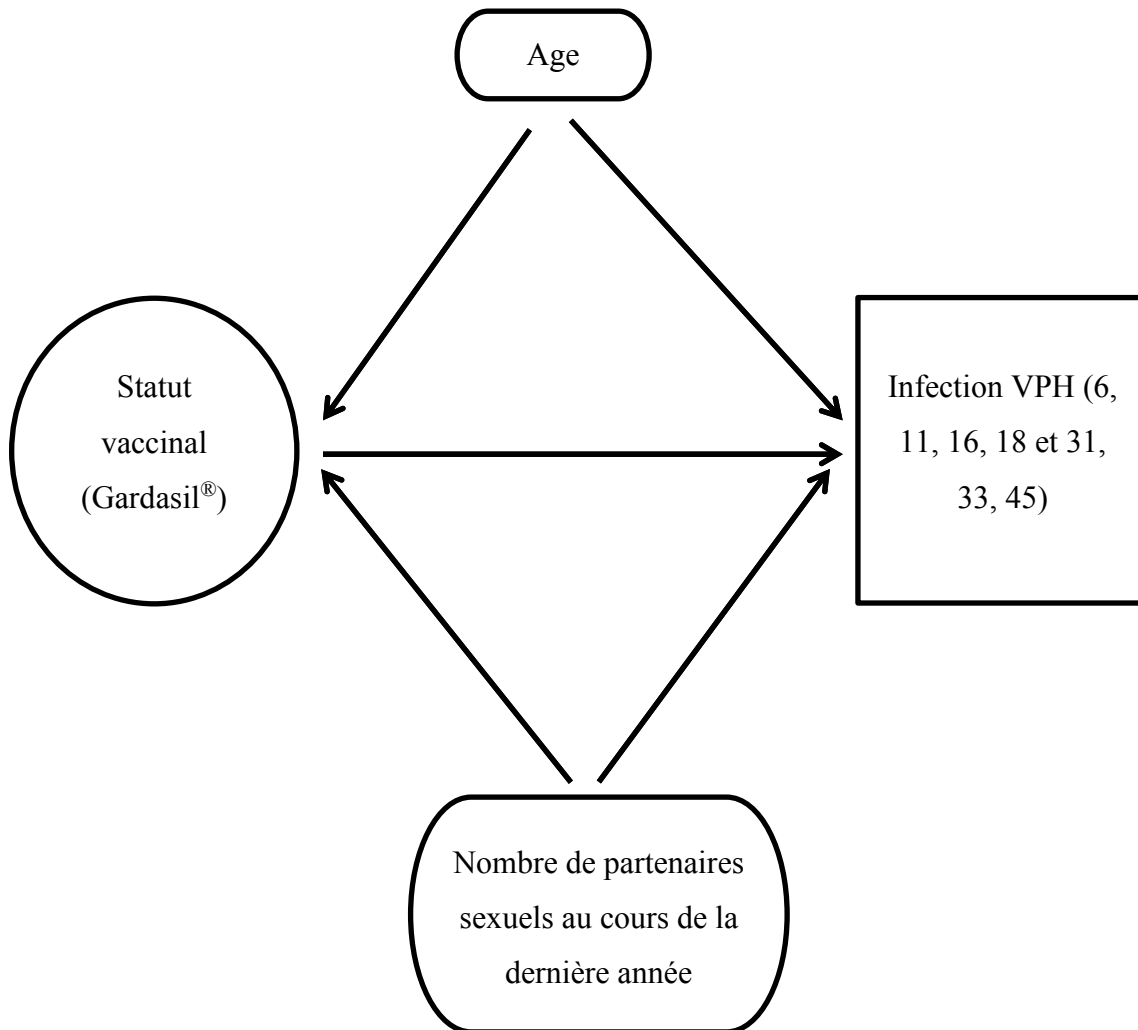 Age
Statut
vaccinal
(Gardasil®)
Infection VPH (6,
11, 16, 18 et 31,
33, 45)
Nombre de partenaires
sexuels au cours de la
dernière année